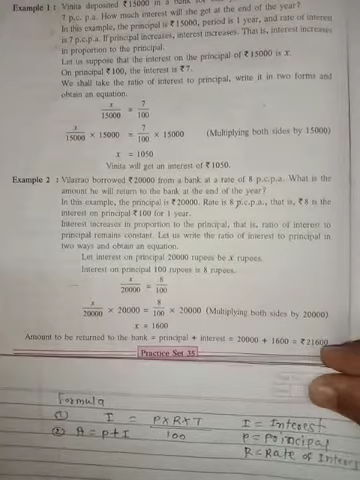 Example 1 : Vinita deposited ₹15000 in a bank for
7 p.c. p.a. How much interest will she get at the end of the year?
In this example, the principal is ₹15000, period is 1 year, and rate of interest
is 7 p.c.p.a. If principal increases, interest increases. That is, interest increases
in proportion to the principal.
Let us suppose that the interest on the principal of ₹15000 is x.
On principal ₹100, the interest is ₹7.
We shall take the ratio of interest to principal, write it in two forms and
obtain an equation.
x/15000 = 7/100
x/15000 × 15000 = 7/100 × 15000 (Multiplying both sides by 15000)
x = 1050
Vinita will get an interest of ₹1050.
Example 2 : Vilasrao borrowed ₹20000 from a bank at a rate of 8 p.c.p.a. What is the
amount he will return to the bank at the end of the year?
In this example, the principal is ₹20000. Rate is 8 p.c.p.a., that is, ₹8 is the
interest on principal ₹100 for 1 year.
Interest increases in proportion to the principal, that is, ratio of interest to
principal remains constant. Let us write the ratio of interest to principal in
two ways and obtain an equation.
Let interest on principal 20000 rupees be x rupees.
Interest on principal 100 rupees is 8 rupees.
x/20000 = 8/100
x/20000 × 20000 = 8/100 × 20000 (Multiplying both sides by 20000)
x = 1600
Amount to be returned to the bank = principal + interest = 20000 + 1600 = ₹21600
Practice Set 35
Formula
① I = P×R×T/100 I = Interest
② A = P+I P = Principal
R = Rate of Interes